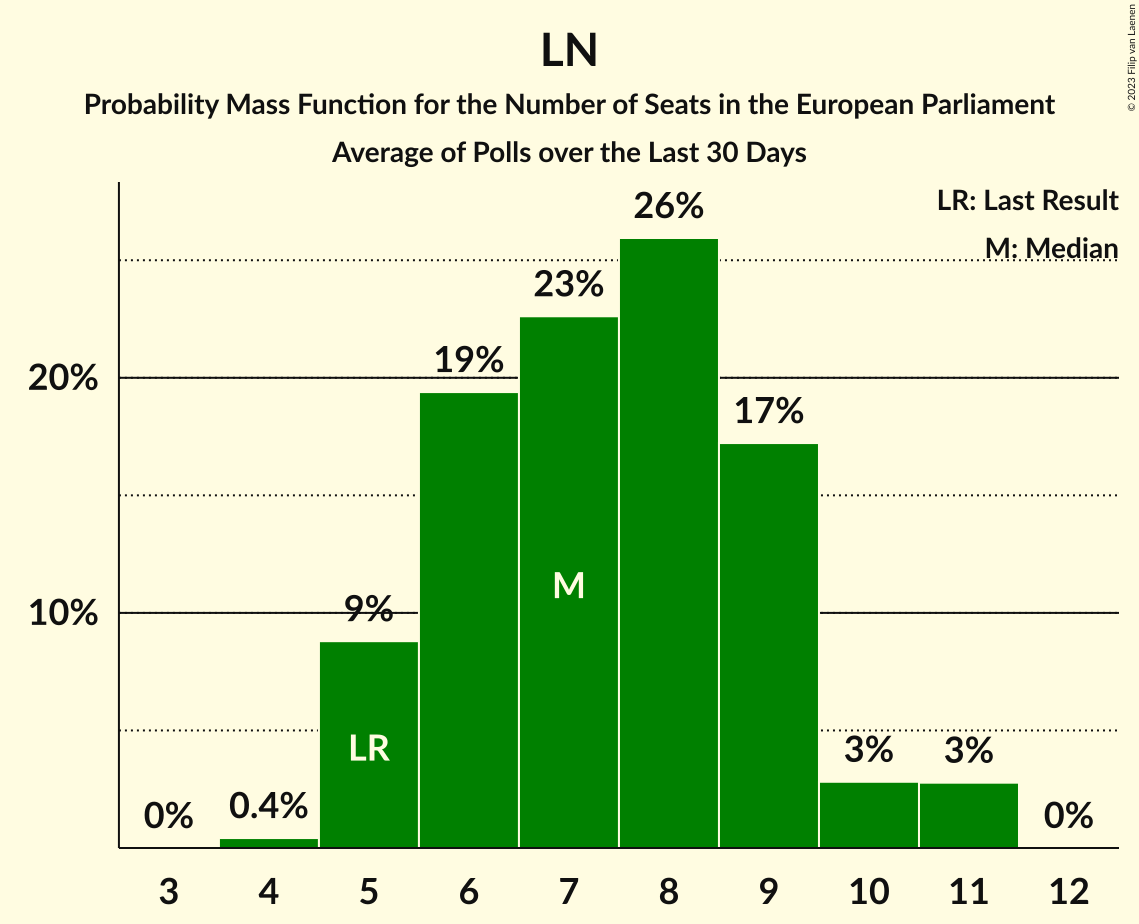 LN
Probability Mass Function for the Number of Seats in the European Parliament
Average of Polls over the Last 30 Days
© 2023 Filip van Laenen
LR: Last Result
M: Median
26%
23%
19%
20%
17%
9%
10%
M
LR
3%
3%
0%
0.4%
0%
3
4
5
6
7
8
9
10
11
12